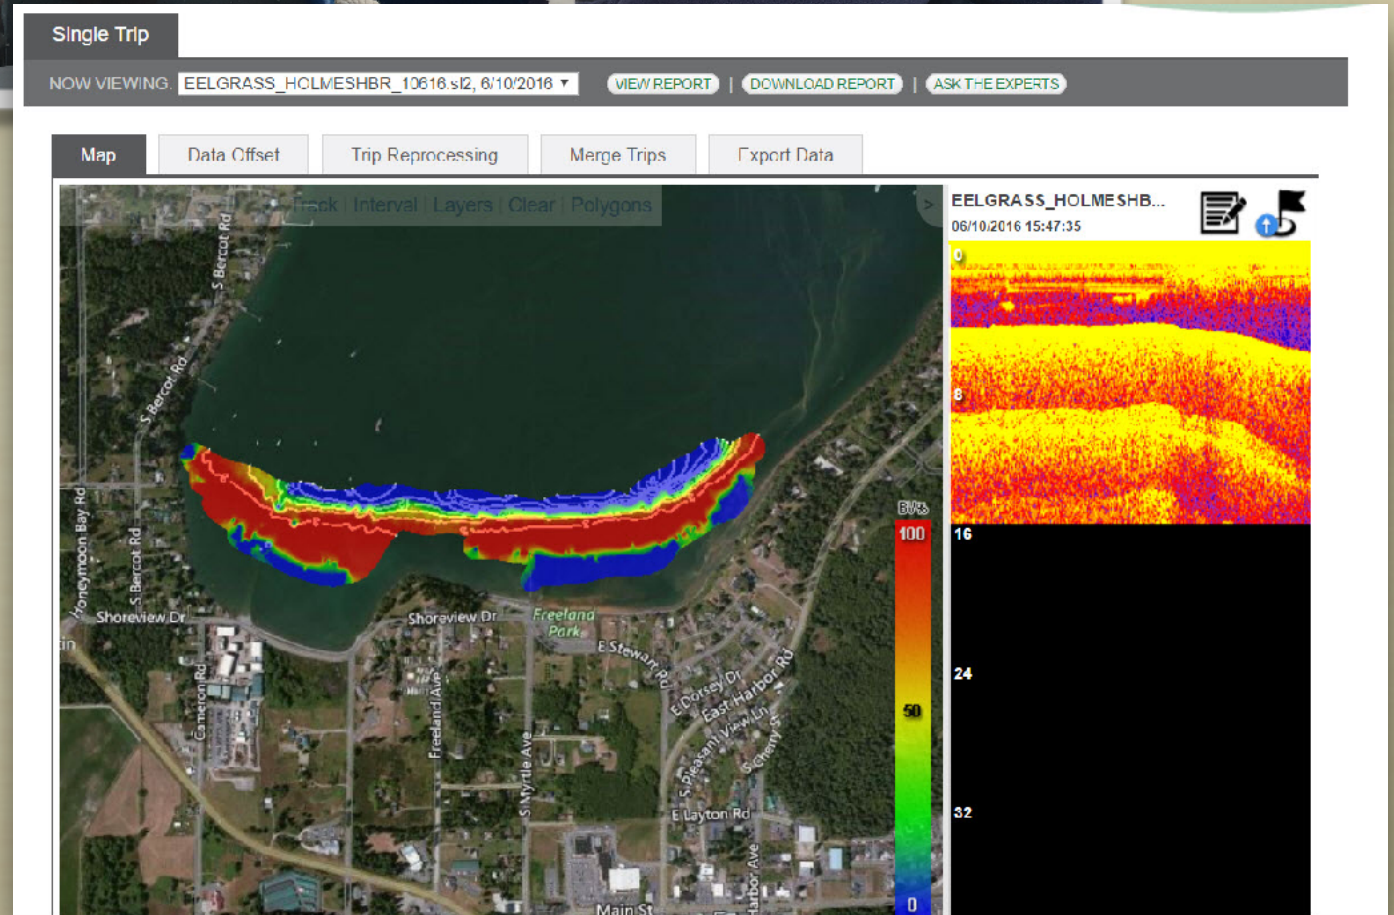 Single Trip
NOW VIEWING: EELGRASS_HOLMESHBR_10616.sl2, 6/10/2016 ▼ VIEW REPORT | DOWNLOAD REPORT | ASK THE EXPERTS
Map Data Offset Trip Reprocessing Merge Trips Export Data
Track | Interval | Layers | Clear | Polygons >
EELGRASS_HOLMESHB...
06/10/2016 15:47:35
0
8
16
24
32
S Bercot Rd
S Bercot Rd
Honeymoon Bay Rd
S Bercot Rd
Shoreview Dr
Shoreview Dr
Freeland
Park
E Stewart Rd
E Dorsey Dr
East Harbor Rd
S Pleasant View Ln
S Cherry St
Cameron Rd
Freeland Ave
S Myrtle Ave
E Layton Rd
Harbor Ave
Main St
BV%
100
50
0